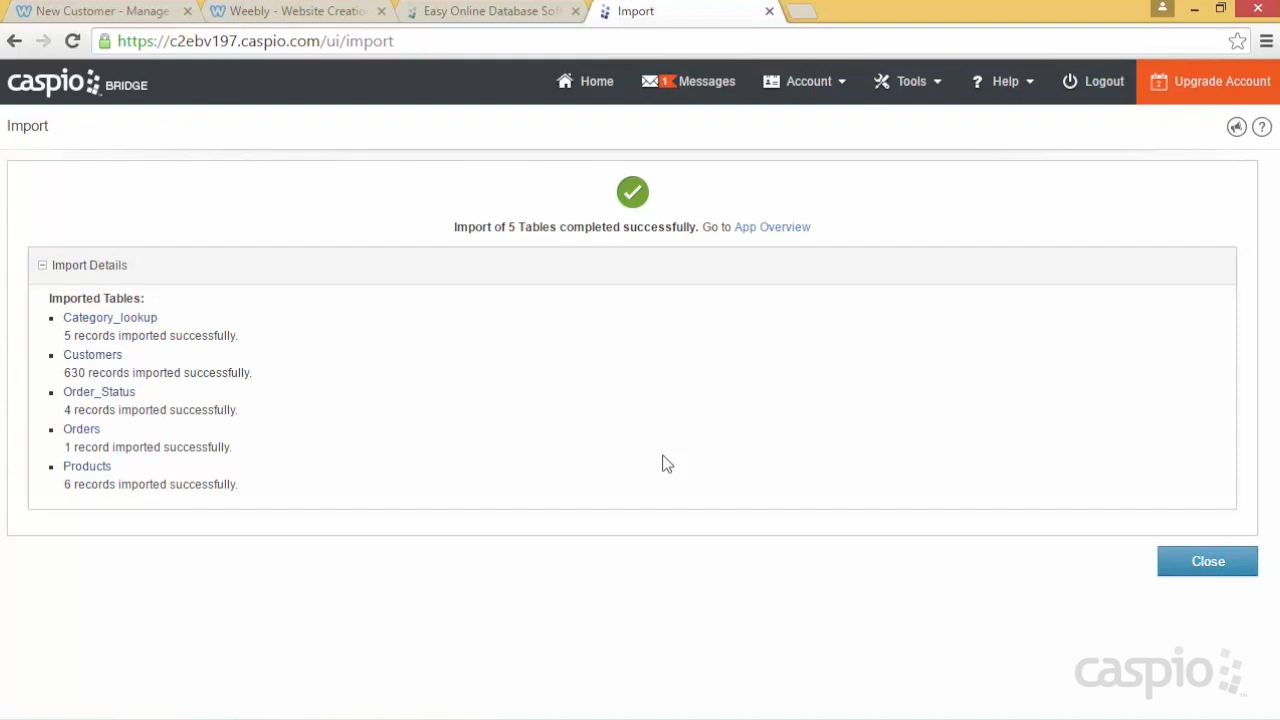 New Customer - Manage
Weebly - Website Creatio
Easy Online Database Sof
Import
https://c2ebv197.caspio.com/ui/import
caspio BRIDGE
Home
1 Messages
Account
Tools
? Help
Logout
2 Upgrade Account
Import
?
Import of 5 Tables completed successfully. Go to App Overview
Import Details
Imported Tables:
Category_lookup
5 records imported successfully.
Customers
630 records imported successfully.
Order_Status
4 records imported successfully.
Orders
1 record imported successfully.
Products
6 records imported successfully.
Close
caspio